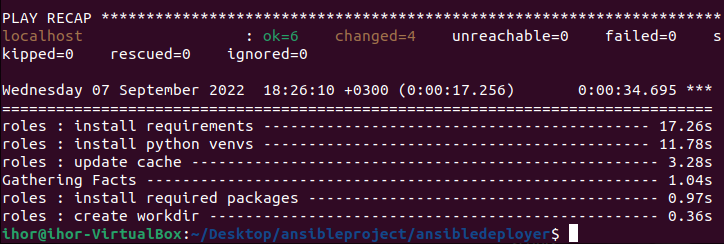 PLAY RECAP *********************************************************************
localhost                  : ok=6    changed=4    unreachable=0    failed=0    s
kipped=0    rescued=0    ignored=0

Wednesday 07 September 2022  18:26:10 +0300 (0:00:17.256)       0:00:34.695 ***
===============================================================================
roles : install requirements ------------------------------------------- 17.26s
roles : install python venvs ------------------------------------------- 11.78s
roles : update cache ---------------------------------------------------- 3.28s
Gathering Facts --------------------------------------------------------- 1.04s
roles : install required packages --------------------------------------- 0.97s
roles : create workdir -------------------------------------------------- 0.36s
ihor@ihor-VirtualBox:~/Desktop/ansibleproject/ansibledeployer$